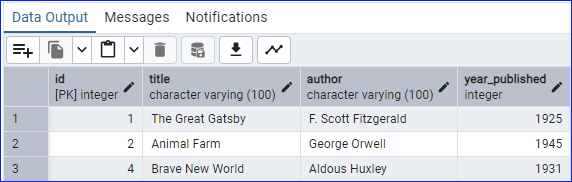 Data Output Messages Notifications
id title author year_published
[PK] integer character varying (100) character varying (100) integer
1 1 The Great Gatsby F. Scott Fitzgerald 1925
2 2 Animal Farm George Orwell 1945
3 4 Brave New World Aldous Huxley 1931